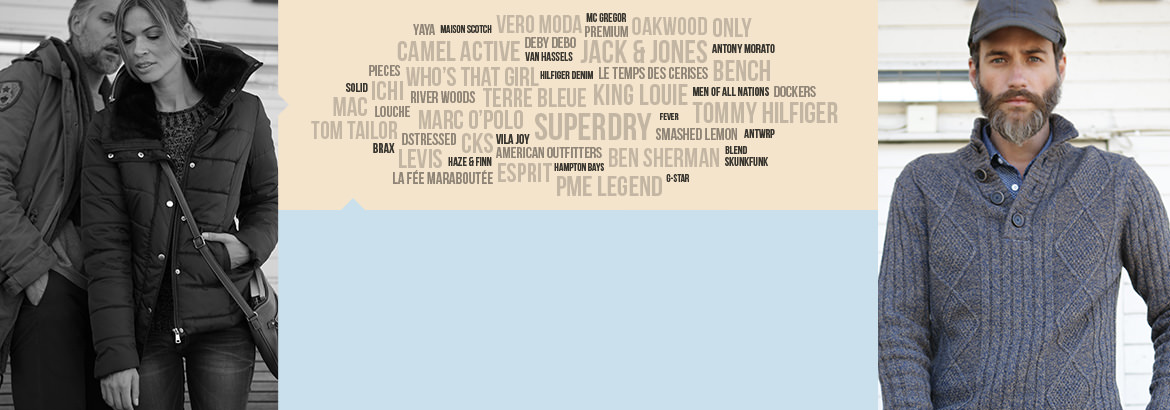 YAYA MAISON SCOTCH VERO MODA MC GREGOR PREMIUM OAKWOOD ONLY
CAMEL ACTIVE DEBY DEBO VAN HASSELS JACK & JONES ANTONY MORATO
PIECES WHO'S THAT GIRL HILFIGER DENIM LE TEMPS DES CERISES BENCH
SOLID ICHI RIVER WOODS TERRE BLEUE KING LOUIE MEN OF ALL NATIONS DOCKERS
MAC LOUCHE MARC O'POLO SUPERDRY FEVER TOMMY HILFIGER
TOM TAILOR DSTRESSED CKS VILA JOY SMASHED LEMON ANTWRP
BRAX LEVIS HAZE & FINN AMERICAN OUTFITTERS BEN SHERMAN BLEND SKUNKFUNK
LA FÉE MARABOUTÉE ESPRIT HAMPTON BAYS PME LEGEND G-STAR